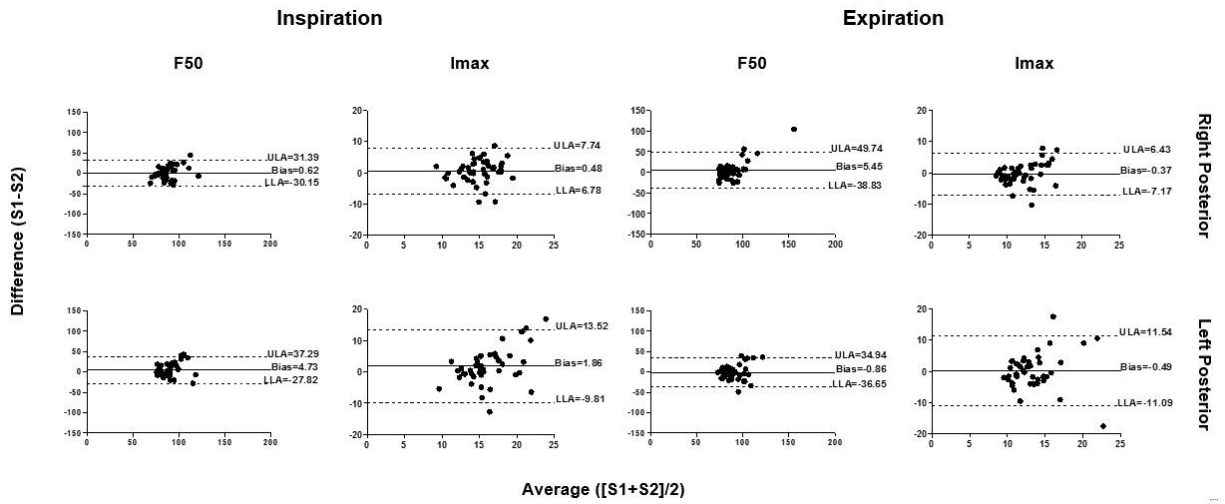 Inspiration
Expiration
F50
Imax
F50
Imax
Difference (S1-S2)
150
100
50
0
-50
-100
-150
0
50
100
150
200
ULA=31.39
Bias=0.62
LLA=-30.15
20
10
0
-10
-20
0
5
10
15
20
25
ULA=7.74
Bias=0.48
LLA=6.78
150
100
50
0
-50
-100
-150
0
50
100
150
200
ULA=49.74
Bias=5.45
LLA=-38.83
20
10
0
-10
-20
0
5
10
15
20
25
ULA=6.43
Bias=-0.37
LLA=-7.17
Right Posterior
150
100
50
0
-50
-100
-150
0
50
100
150
200
ULA=37.29
Bias=4.73
LLA=-27.82
20
10
0
-10
-20
0
5
10
15
20
25
ULA=13.52
Bias=1.86
LLA=-9.81
150
100
50
0
-50
-100
-150
0
50
100
150
200
ULA=34.94
Bias=-0.86
LLA=-36.65
20
10
0
-10
-20
0
5
10
15
20
25
ULA=11.54
Bias=-0.49
LLA=-11.09
Left Posterior
Average ([S1+S2]/2)